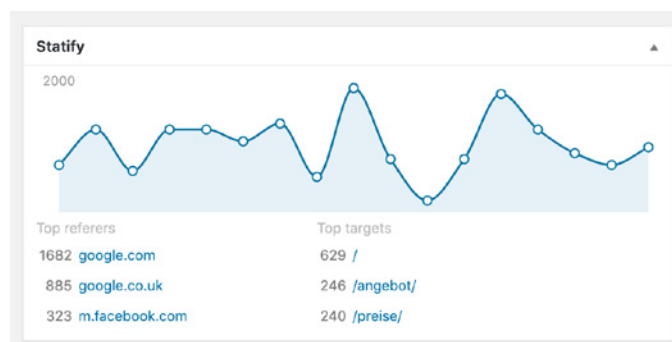 Statify
2000
Top referers
1682 google.com
885 google.co.uk
323 m.facebook.com
Top targets
629 /
246 /angebot/
240 /preise/